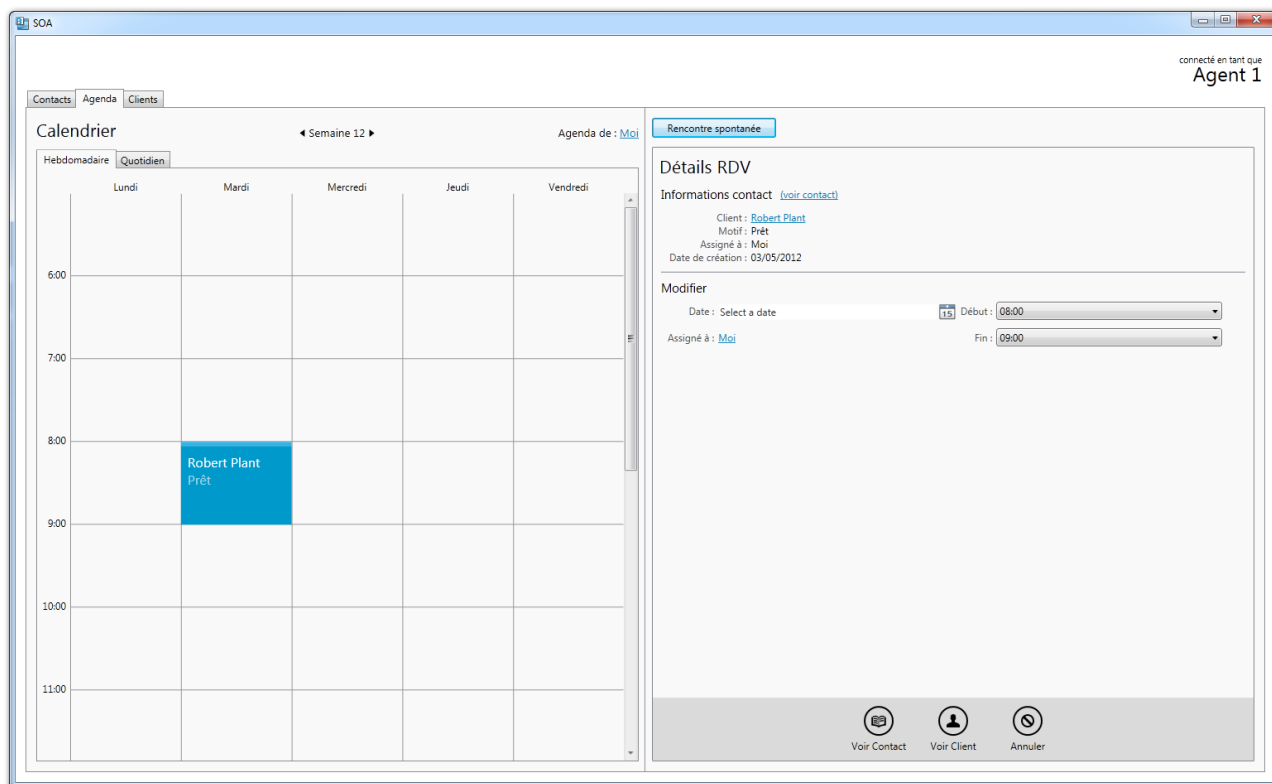 SOA
connecté en tant que
Agent 1
Contacts Agenda Clients
Calendrier
Semaine 12
Agenda de : Moi
Hebdomadaire Quotidien
Lundi Mardi Mercredi Jeudi Vendredi
6:00
7:00
8:00
Robert Plant
Prêt
9:00
10:00
11:00
Rencontre spontanée
Détails RDV
Informations contact (voir contact)
Client : Robert Plant
Motif : Prêt
Assigné à : Moi
Date de création : 03/05/2012
Modifier
Date : Select a date 15 Début : 08:00
Assigné à : Moi Fin : 09:00
Voir Contact Voir Client Annuler